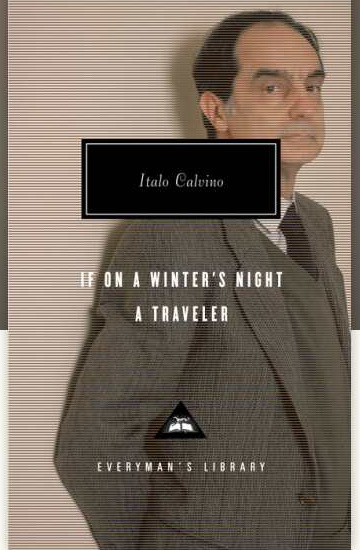 Italo Calvino
IF ON A WINTER'S NIGHT
A TRAVELER
EVERYMAN'S LIBRARY